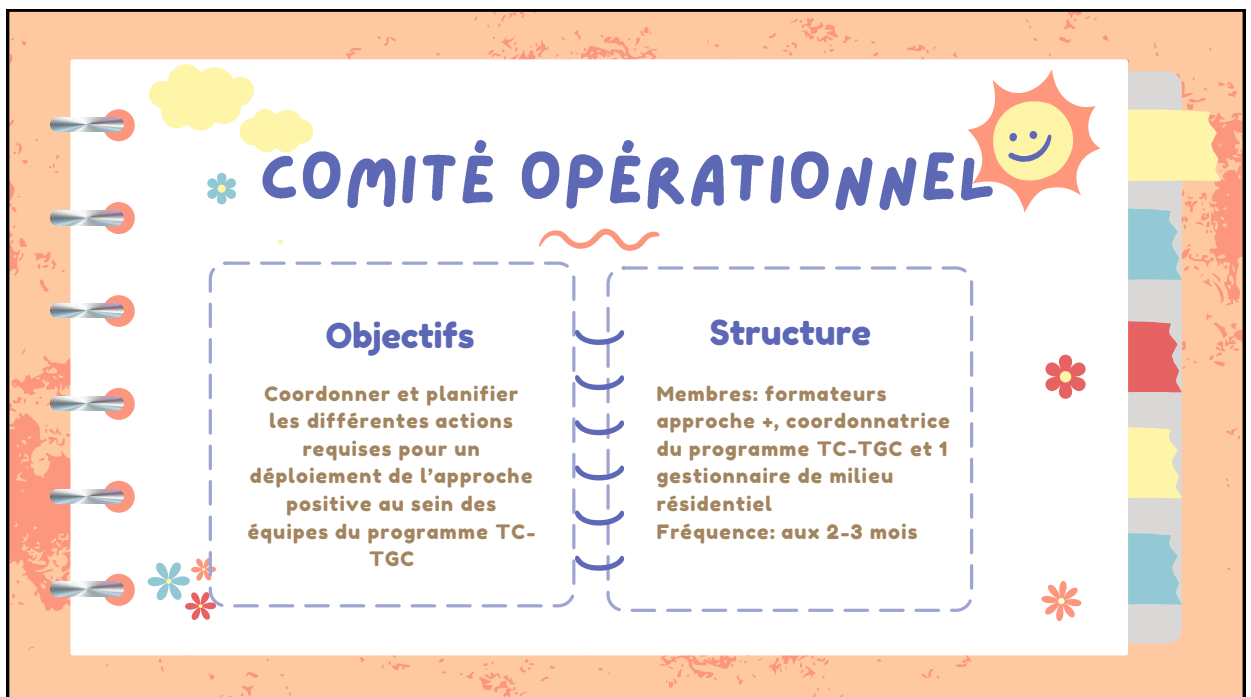 COMITÉ OPÉRATIONNEL
Objectifs
Coordonner et planifier
les différentes actions
requises pour un
déploiement de l'approche
positive au sein des
équipes du programme TC-
TGC
Structure
Membres: formateurs
approche +, coordonnatrice
du programme TC-TGC et 1
gestionnaire de milieu
résidentiel
Fréquence: aux 2-3 mois